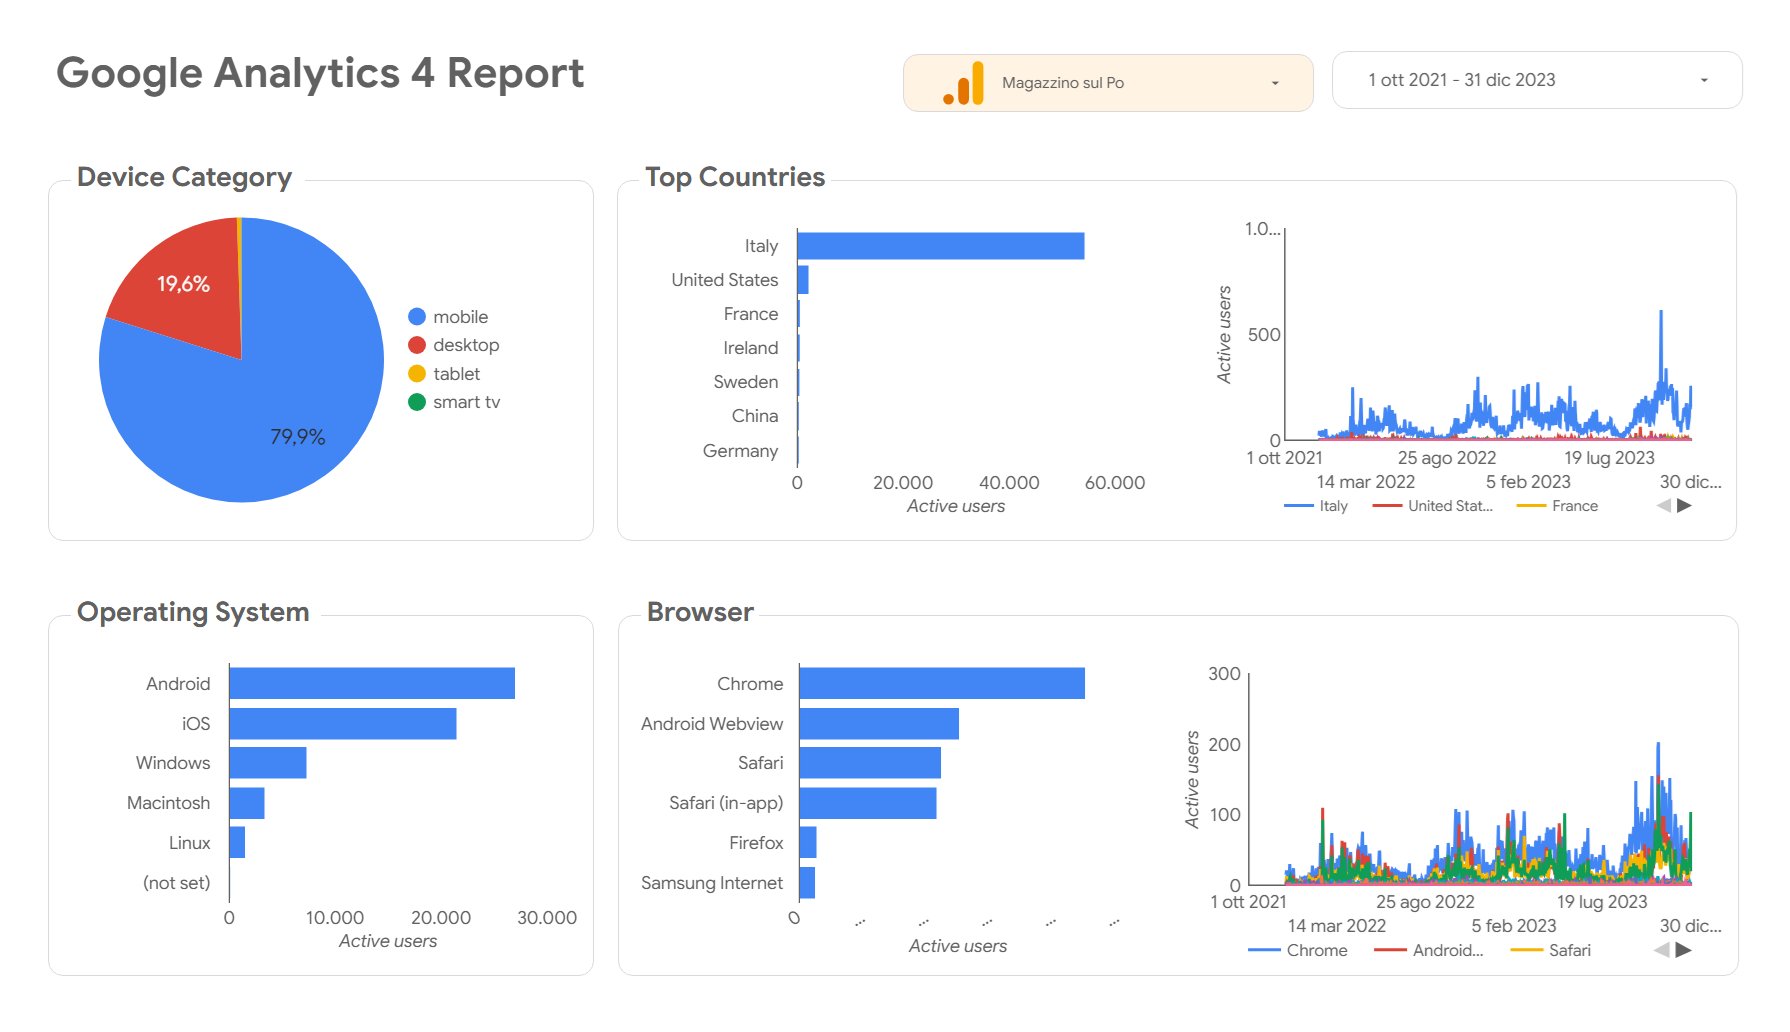 Google Analytics 4 Report
Magazzino sul Po
1 ott 2021 - 31 dic 2023
Device Category
19,6%
79,9%
mobile
desktop
tablet
smart tv
Top Countries
Italy
United States
France
Ireland
Sweden
China
Germany
0 20.000 40.000 60.000
Active users
Active users
1.0...
500
0
1 ott 2021 25 ago 2022 19 lug 2023
14 mar 2022 5 feb 2023 30 dic...
Italy United Stat... France
Operating System
Android
iOS
Windows
Macintosh
Linux
(not set)
0 10.000 20.000 30.000
Active users
Browser
Chrome
Android Webview
Safari
Safari (in-app)
Firefox
Samsung Internet
0 ... ... ... ... ...
Active users
Active users
300
200
100
0
1 ott 2021 25 ago 2022 19 lug 2023
14 mar 2022 5 feb 2023 30 dic...
Chrome Android... Safari